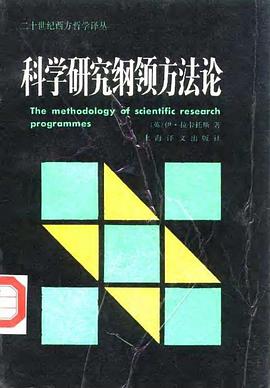 二十世纪西方哲学译丛
科学研究纲领方法论
The methodology of scientific research
programmes
〔英〕伊·拉卡托斯 著
上海译文出版社